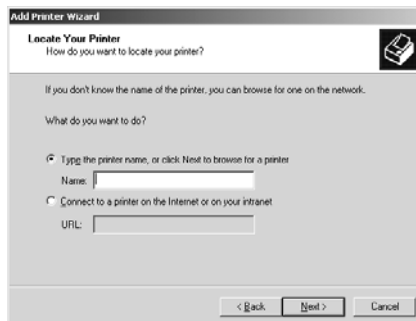 Add Printer Wizard
Locate Your Printer
How do you want to locate your printer?
If you don't know the name of the printer, you can browse for one on the network.
What do you want to do?
Type the printer name, or click Next to browse for a printer
Name:
Connect to a printer on the Internet or on your intranet
URL:
< Back Next > Cancel